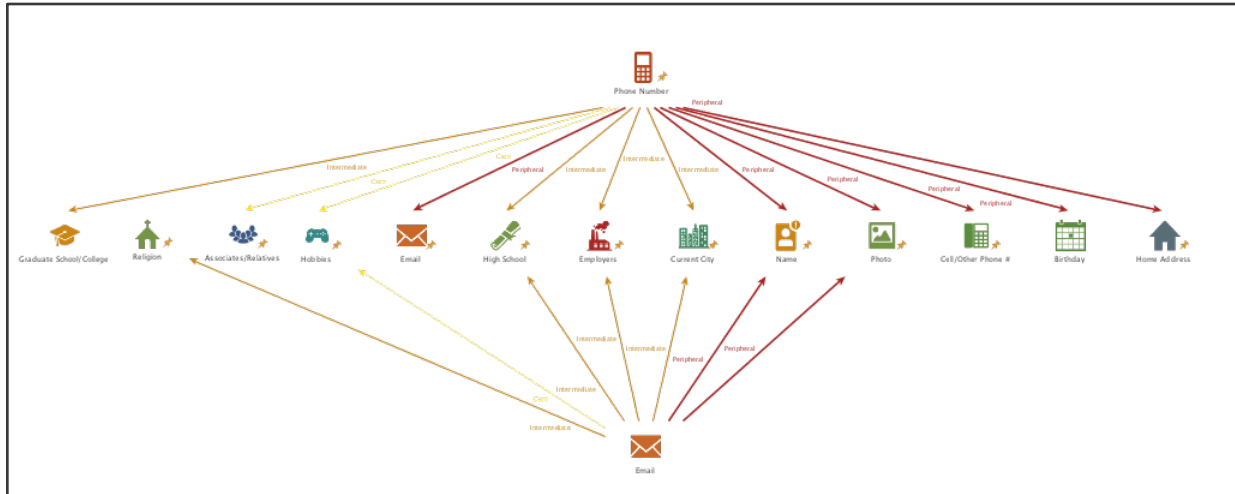 Phone Number
Peripheral
Intermediate
Core
Core
Peripheral
Intermediate
Intermediate
Intermediate
Peripheral
Peripheral
Peripheral
Peripheral
Graduate School/College
Religion
Associates/Relatives
Hobbies
Email
High School
Employers
Current City
Name
Photo
Cell/Other Phone #
Birthday
Home Address
Intermediate
Intermediate
Peripheral
Peripheral
Intermediate
Core
Intermediate
Email